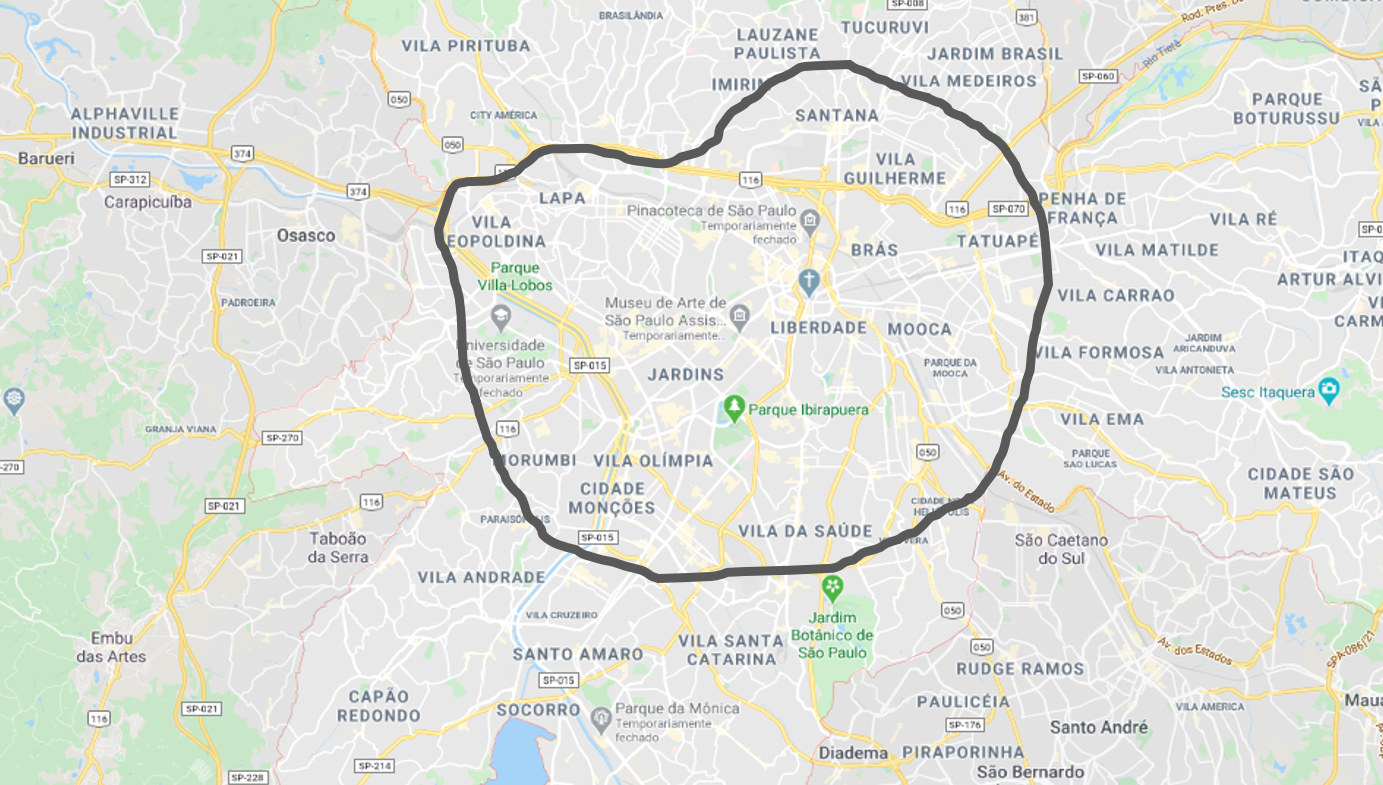 BRASILÂNDIA
SP-008
TUCURUVI
381
Rod. Pres. Du
LAUZANE
PAULISTA
VILA PIRITUBA
JARDIM BRASIL
Rio Tietê
SP-060
IMIRIM
VILA MEDEIROS
050
PARQUE
BOTURUSSU
ALPHAVILLE
INDUSTRIAL
CITY AMÉRICA
SANTANA
050
374
Barueri
VILA
GUILHERME
SP-312
116
374
Carapicuíba
LAPA
116
SP-070
PENHA DE
FRANÇA
Pinacoteca de São Paulo
Temporariamente
fechado
VILA
LEOPOLDINA
VILA RÉ
Osasco
BRÁS
TATUAPÉ
VILA MATILDE
SP-021
Parque
Villa-Lobos
ARTUR ALVI
VILA CARRAO
PADROEIRA
Museu de Arte de
São Paulo Assis...
Temporariamente...
LIBERDADE
MOOCA
Universidade
de São Paulo
Temporariamente
fechado
JARDIM
ARICANDUVA
VILA FORMOSA
SP-015
PARQUE DA
MOOCA
VILA ANTONIETA
JARDINS
Sesc Itaquera
Parque Ibirapuera
VILA EMA
GRANJA VIANA
SP-270
116
050
PARQUE
SAO LUCAS
MORUMBI
VILA OLÍMPIA
-270
CIDADE SÃO
MATEUS
Av. do Estado
CIDADE
MONÇÕES
SP-021
116
PARAISÓPOLIS
VILA DA SAÚDE
SP-015
Taboão
da Serra
São Caetano
do Sul
VILA ANDRADE
050
VILA CRUZEIRO
Jardim
Botânico de
São Paulo
Embu
das Artes
VILA SANTA
CATARINA
050
Av. dos Estados
SPA-086/21
SANTO AMARO
RUDGE RAMOS
SP-015
CAPÃO
REDONDO
SOCORRO
PAULICÉIA
Maua
SP-021
Parque da Mônica
Temporariamente
fechado
VILA AMERICA
116
SP-176
Santo André
Diadema
PIRAPORINHA
SP-214
São Bernardo
SP-228